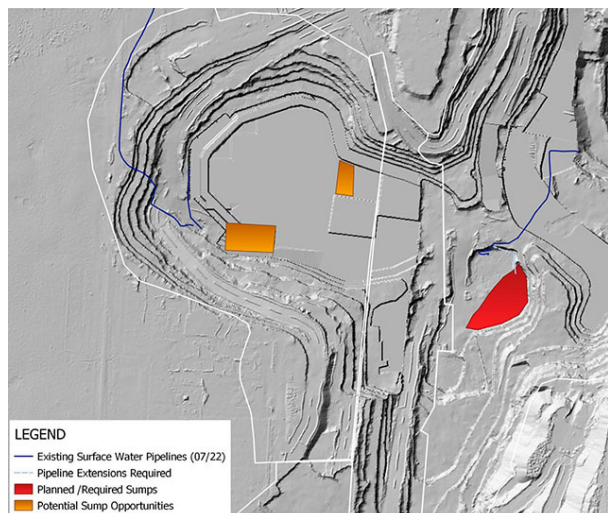 LEGEND
Existing Surface Water Pipelines (07/22)
Pipeline Extensions Required
Planned /Required Sumps
Potential Sump Opportunities